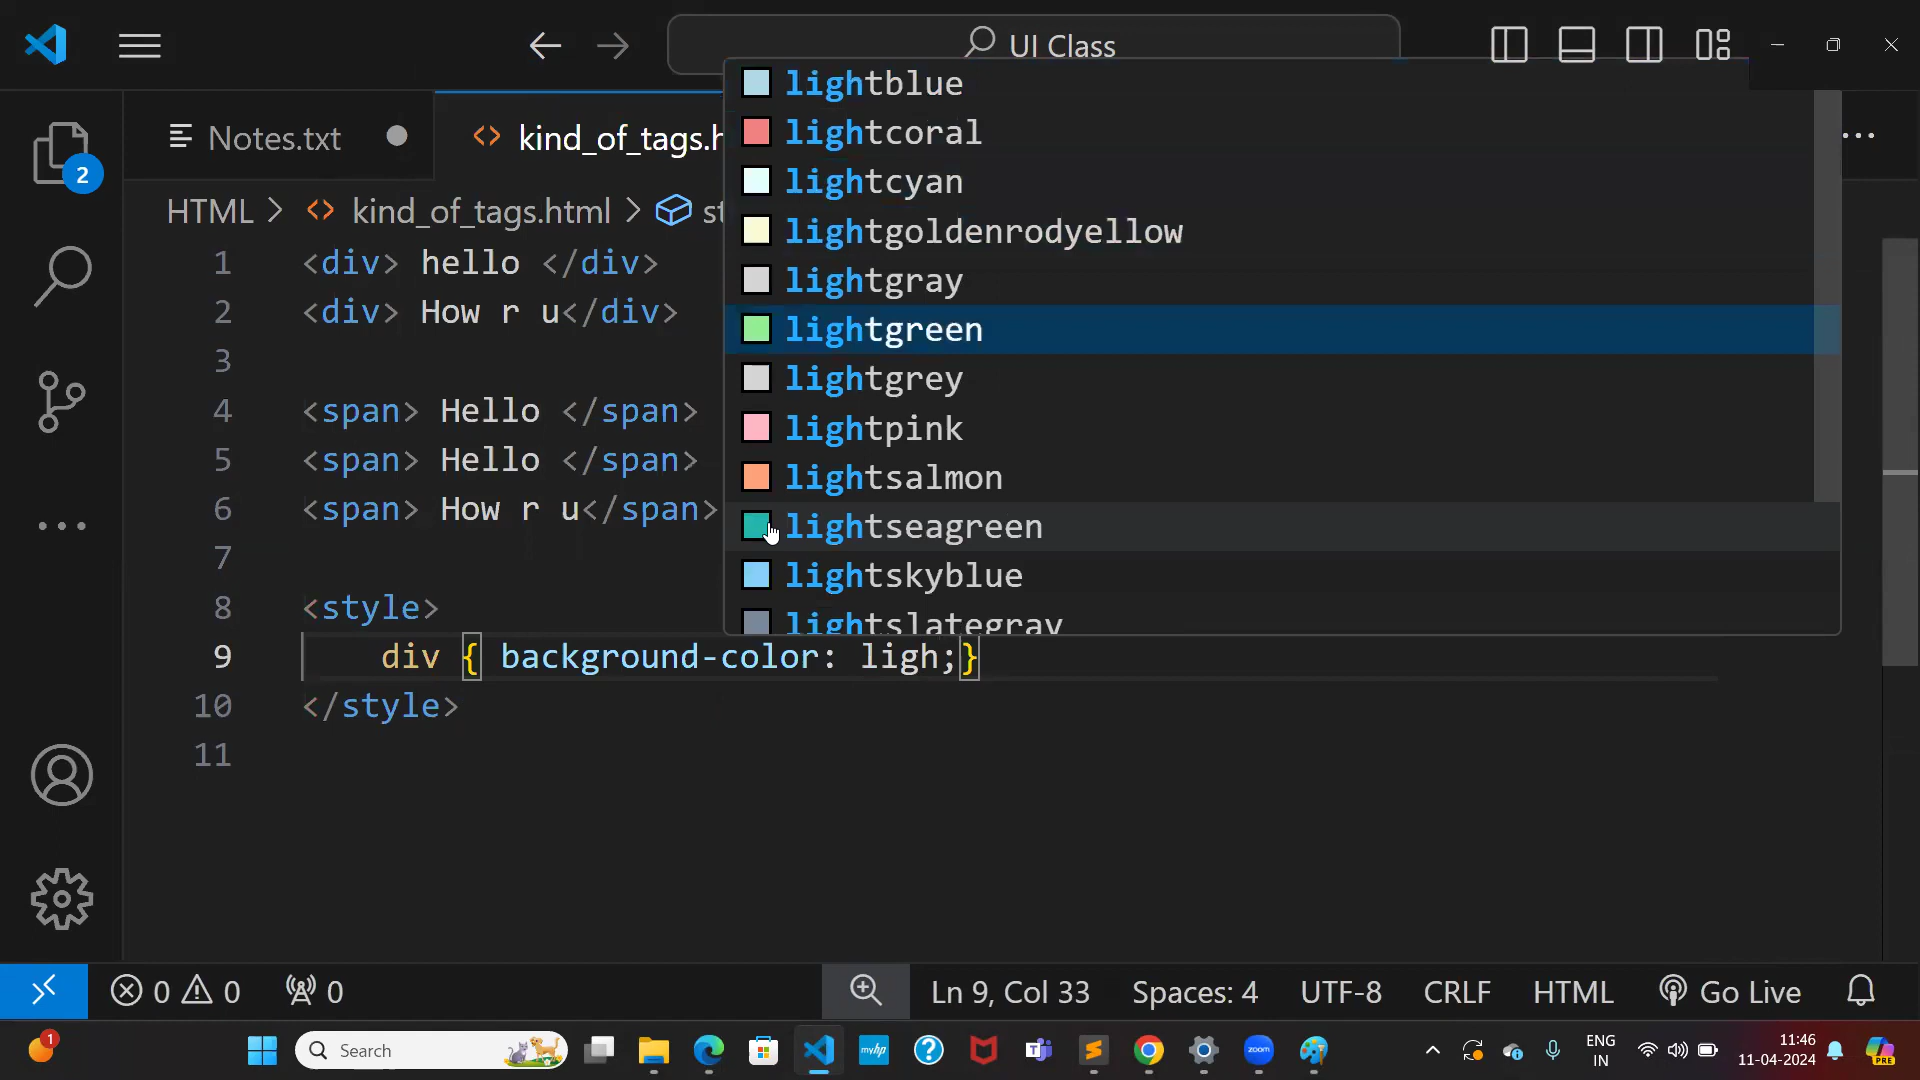 UI Class
Notes.txt
kind_of_tags.h
2
HTML > kind_of_tags.html > st
1 <div> hello </div>
2 <div> How r u</div>
3
4 <span> Hello </span>
5 <span> Hello </span>
6 <span> How r u</span>
7
8 <style>
9 div { background-color: ligh;}
10 </style>
11
lightblue
lightcoral
lightcyan
lightgoldenrodyellow
lightgray
lightgreen
lightgrey
lightpink
lightsalmon
lightseagreen
lightskyblue
lightslategray
0 0 0 Ln 9, Col 33 Spaces: 4 UTF-8 CRLF HTML Go Live
1 Search myhp ? zoom ENG 11:46
IN 11-04-2024 PRE